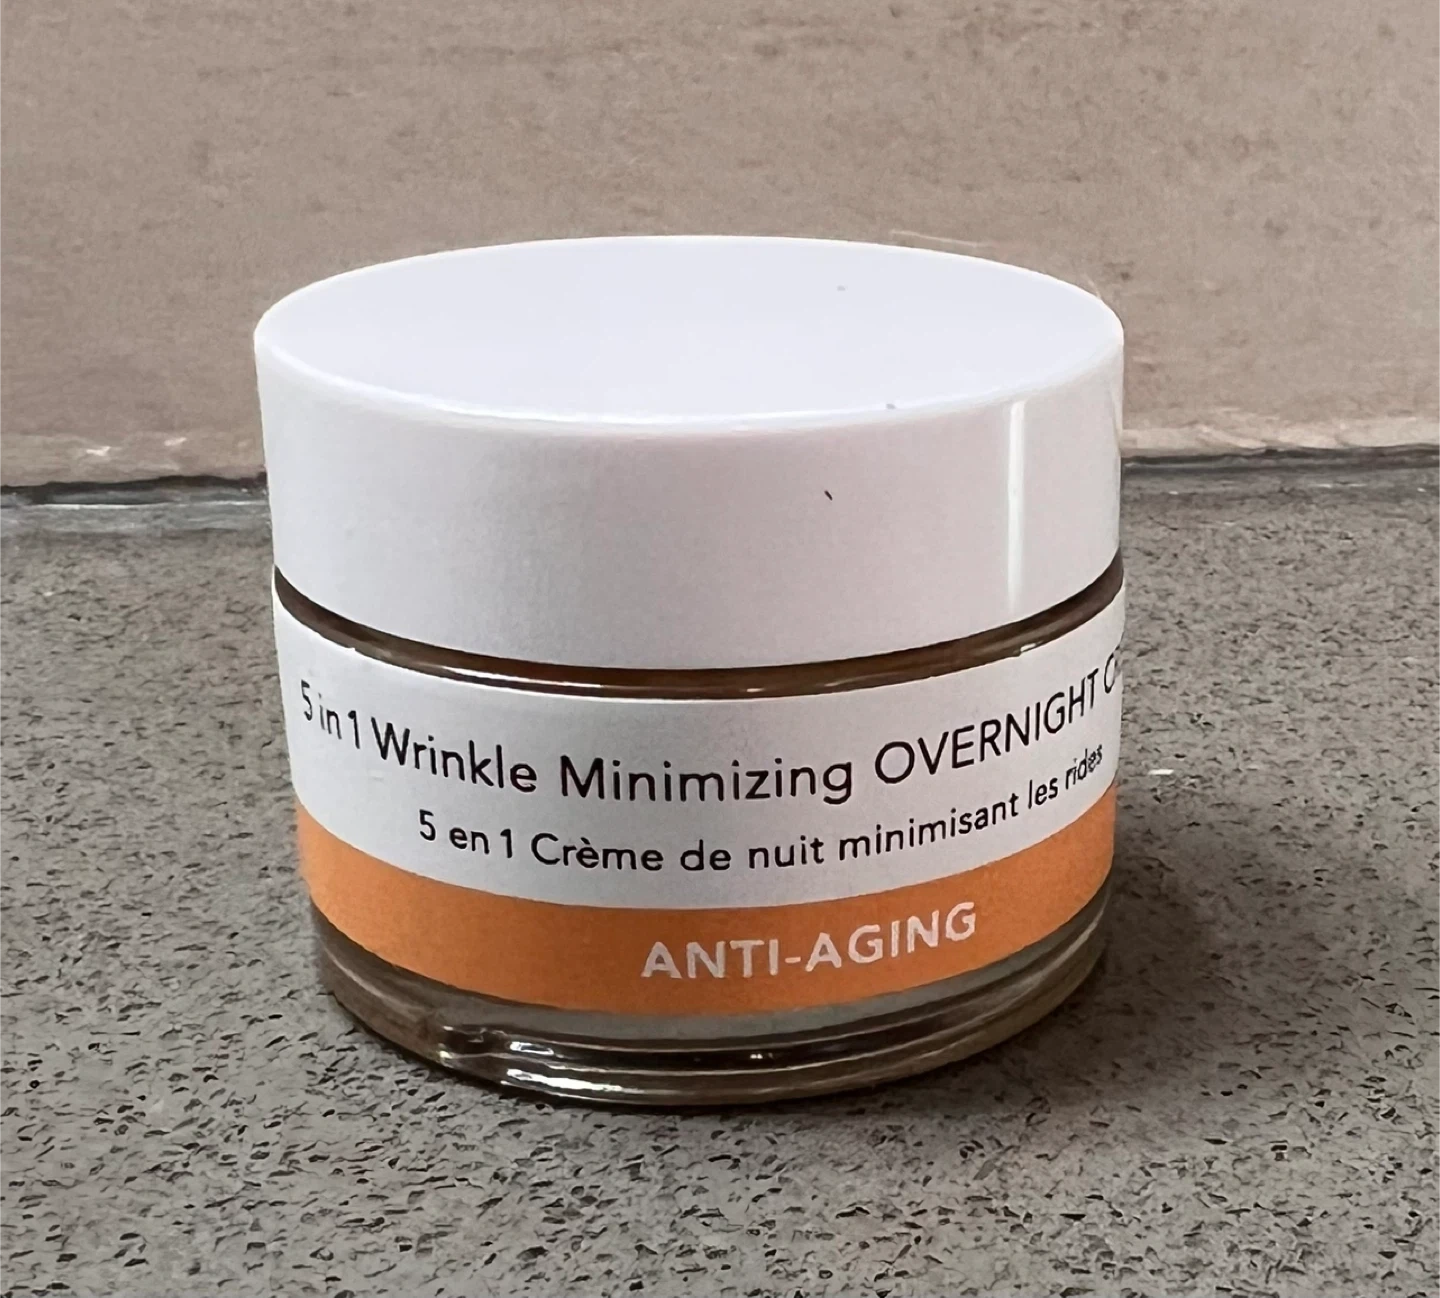 5 in 1 Wrinkle Minimizing OVERNIGHT
5 en 1 Crème de nuit minimisant les rides
ANTI-AGING